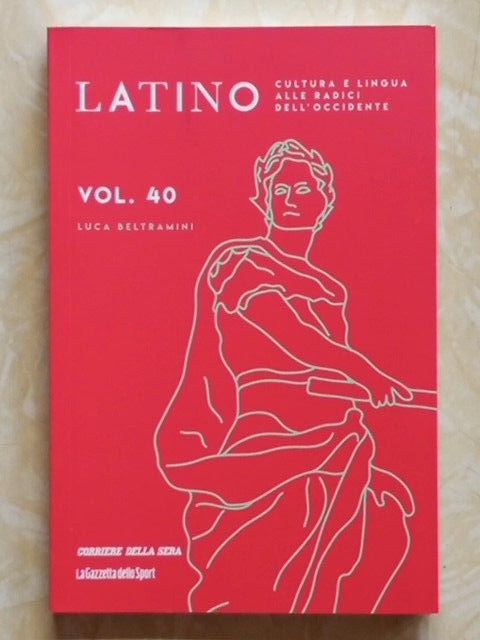 LATINO
CULTURA E LINGUA
ALLE RADICI
DELL'OCCIDENTE
VOL. 40
LUCA BELTRAMINI
CORRIERE DELLA SERA
La Gazzetta dello Sport